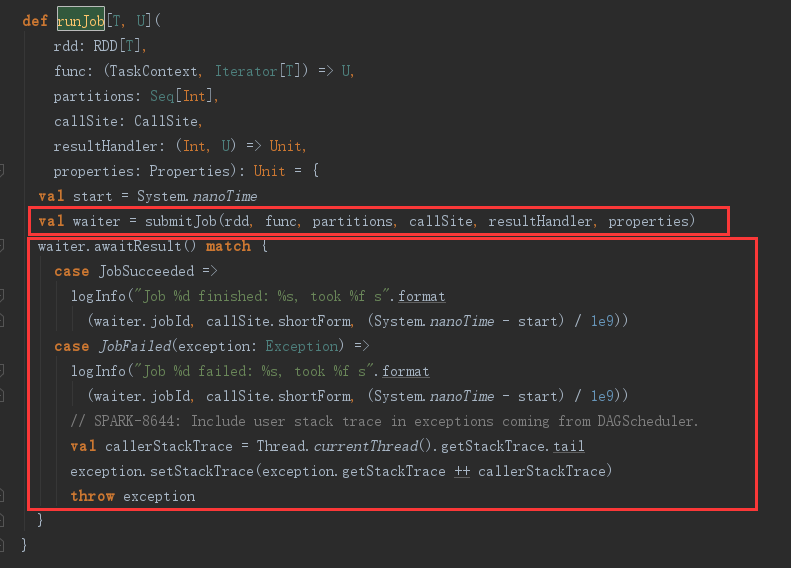 def runJob[T, U](
rdd: RDD[T],
func: (TaskContext, Iterator[T]) => U,
partitions: Seq[Int],
callSite: CallSite,
resultHandler: (Int, U) => Unit,
properties: Properties): Unit = {
val start = System.nanoTime
val waiter = submitJob(rdd, func, partitions, callSite, resultHandler, properties)
waiter.awaitResult() match {
case JobSucceeded =>
logInfo("Job %d finished: %s, took %f s".format
(waiter.jobId, callSite.shortForm, (System.nanoTime - start) / 1e9))
case JobFailed(exception: Exception) =>
logInfo("Job %d failed: %s, took %f s".format
(waiter.jobId, callSite.shortForm, (System.nanoTime - start) / 1e9))
// SPARK-8644: Include user stack trace in exceptions coming from DAGScheduler.
val callerStackTrace = Thread.currentThread().getStackTrace.tail
exception.setStackTrace(exception.getStackTrace ++ callerStackTrace)
throw exception
}
}